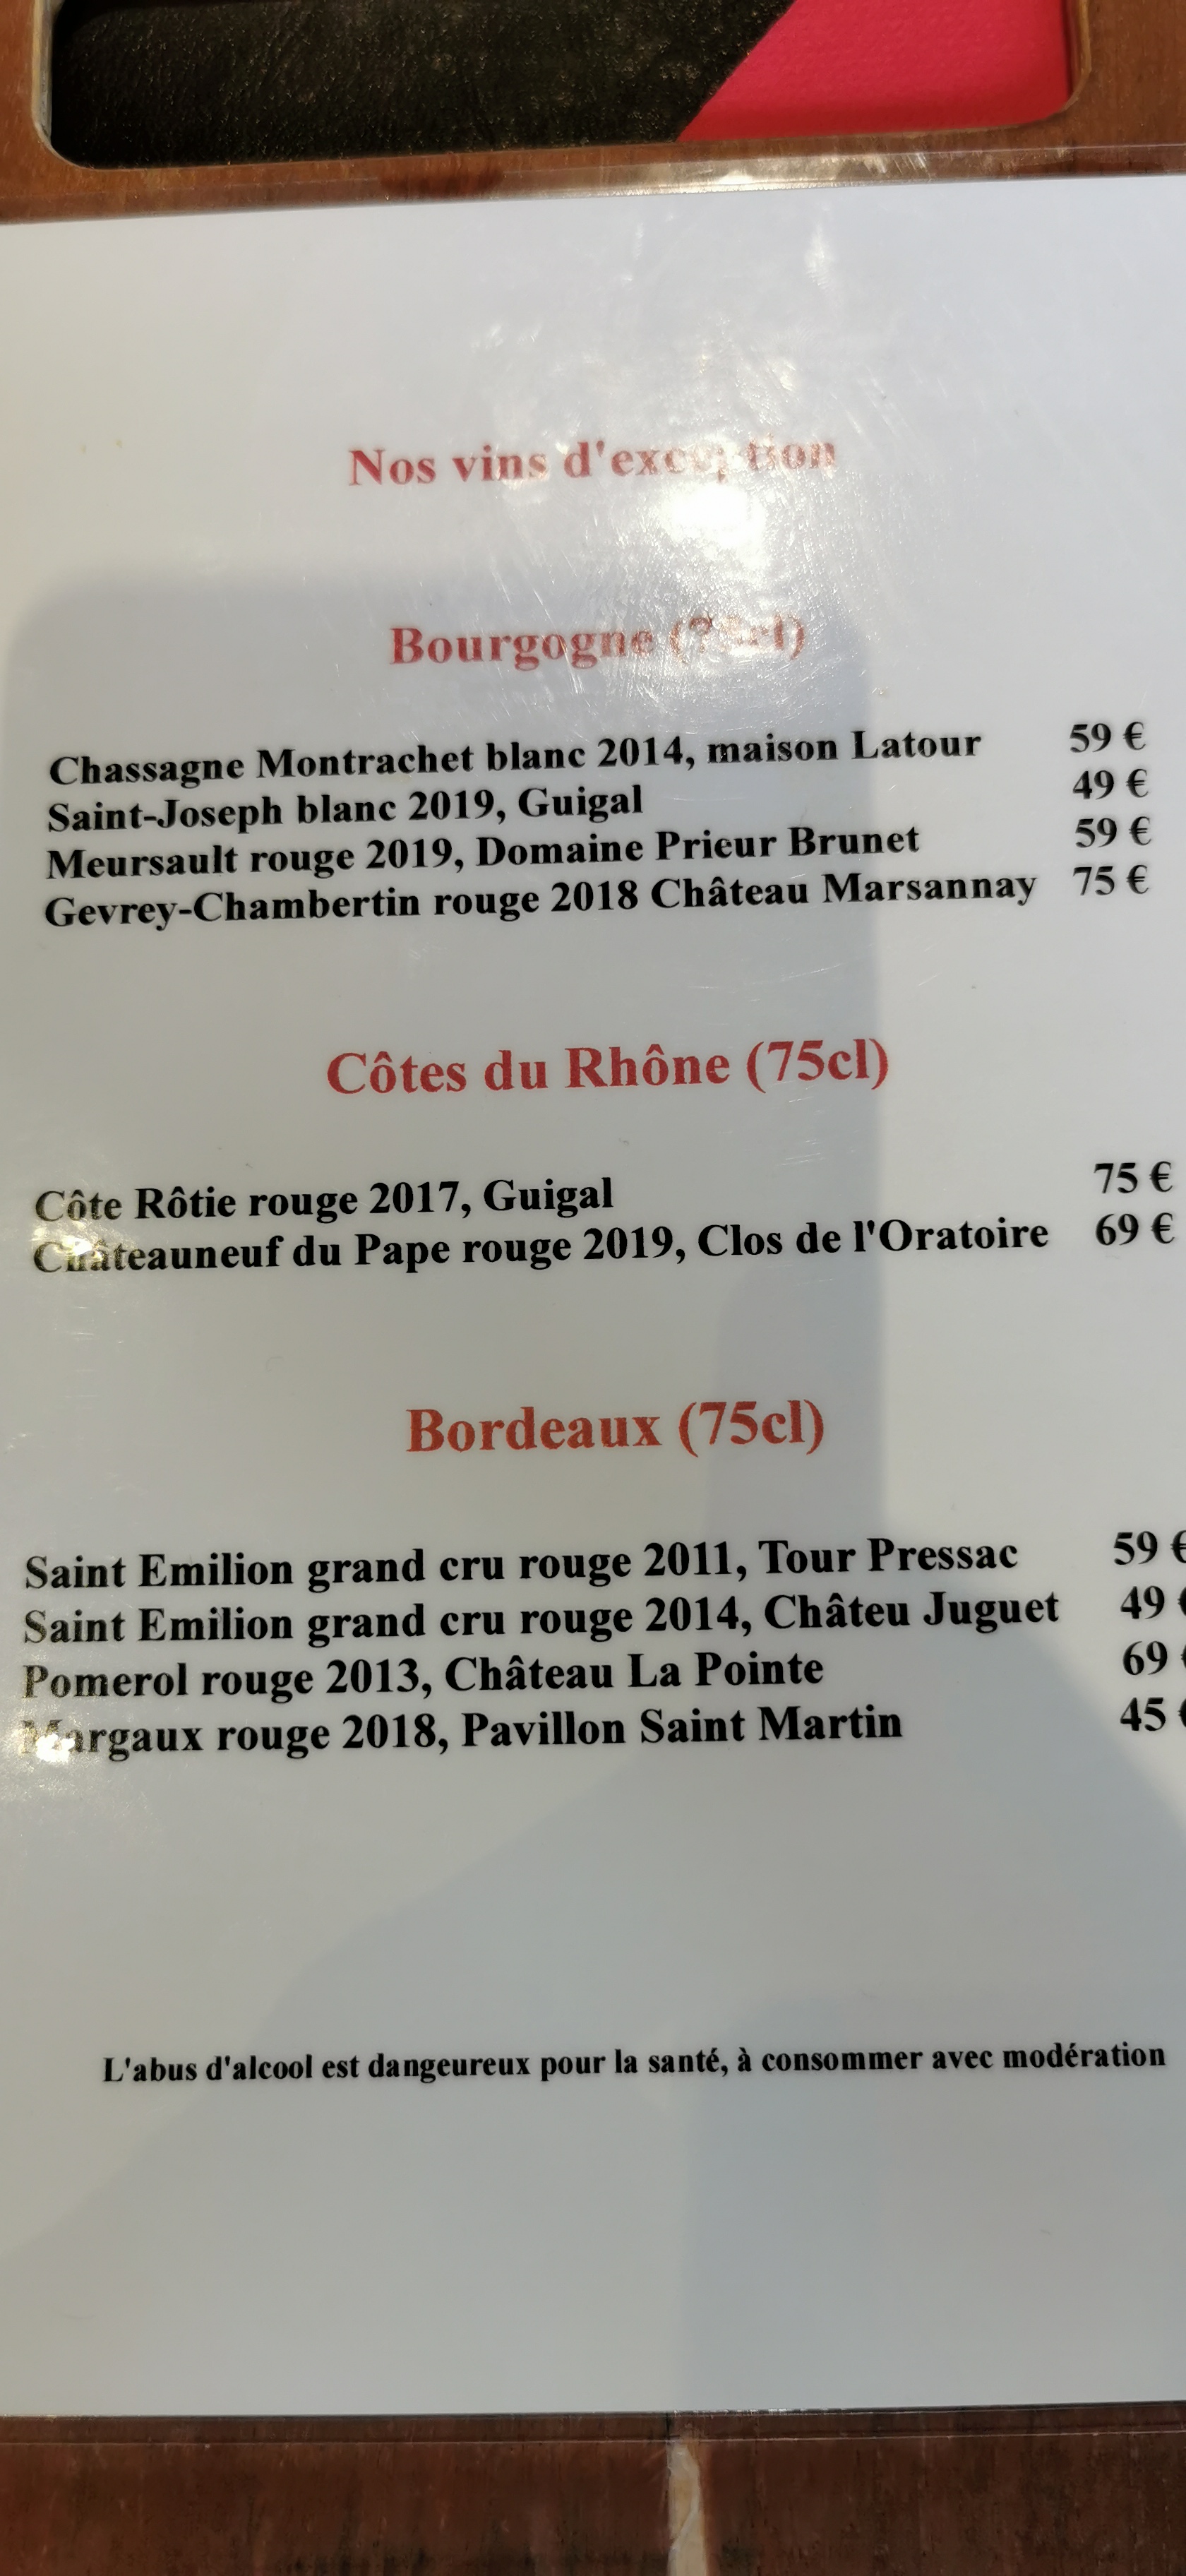 Nos vins d'exception
Bourgogne (75cl)
Chassagne Montrachet blanc 2014, maison Latour 59 €
Saint-Joseph blanc 2019, Guigal 49 €
Meursault rouge 2019, Domaine Prieur Brunet 59 €
Gevrey-Chambertin rouge 2018 Château Marsannay 75 €
Côtes du Rhône (75cl)
Côte Rôtie rouge 2017, Guigal 75 €
Châteauneuf du Pape rouge 2019, Clos de l'Oratoire 69 €
Bordeaux (75cl)
Saint Emilion grand cru rouge 2011, Tour Pressac 59 €
Saint Emilion grand cru rouge 2014, Châteu Juguet 49 €
Pomerol rouge 2013, Château La Pointe 69 €
Margaux rouge 2018, Pavillon Saint Martin 45 €
L'abus d'alcool est dangeureux pour la santé, à consommer avec modération